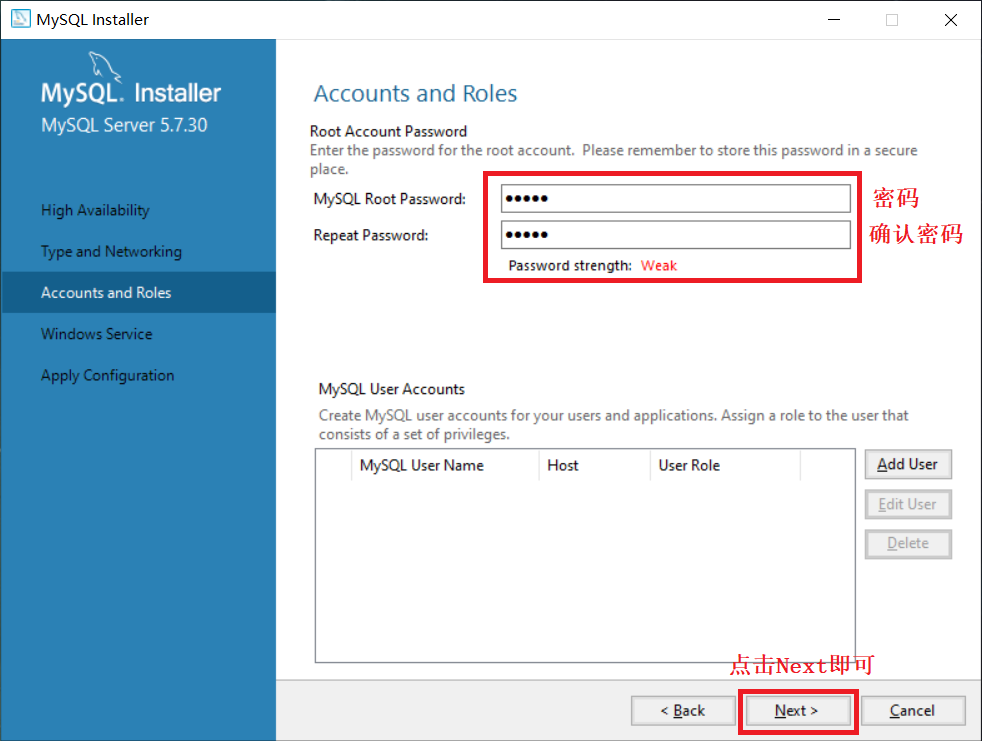 MySQL Installer
MySQL. Installer
MySQL Server 5.7.30
High Availability
Type and Networking
Accounts and Roles
Windows Service
Apply Configuration
Accounts and Roles
Root Account Password
Enter the password for the root account. Please remember to store this password in a secure
place.
MySQL Root Password: ●●●●● 密码
Repeat Password: ●●●●● 确认密码
Password strength: Weak
MySQL User Accounts
Create MySQL user accounts for your users and applications. Assign a role to the user that
consists of a set of privileges.
MySQL User Name Host User Role
Add User
Edit User
Delete
点击Next即可
< Back Next > Cancel